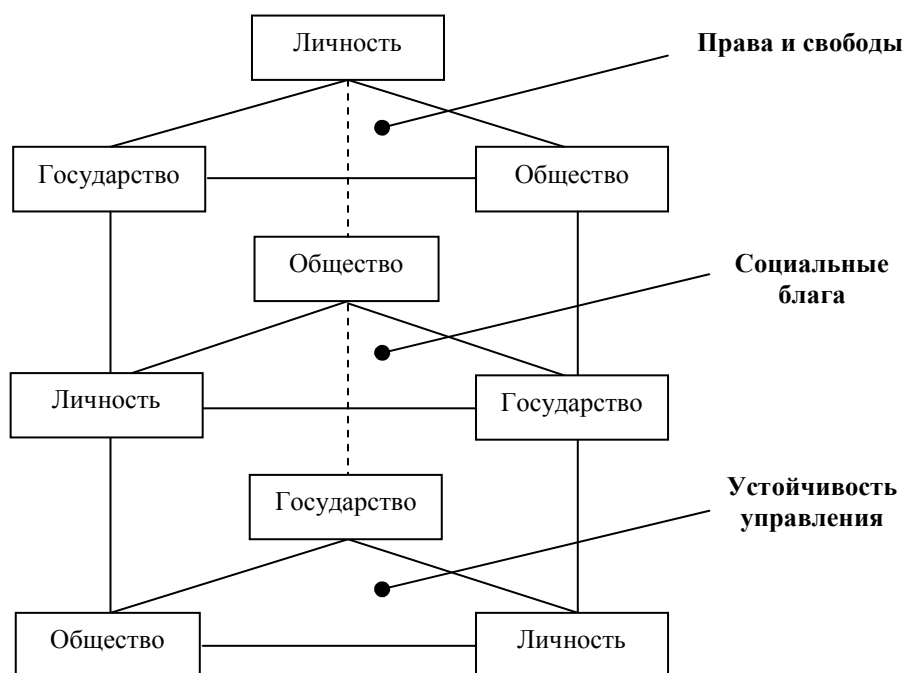 Личность
Права и свободы
Государство
Общество
Общество
Социальные
блага
Личность
Государство
Государство
Устойчивость
управления
Общество
Личность